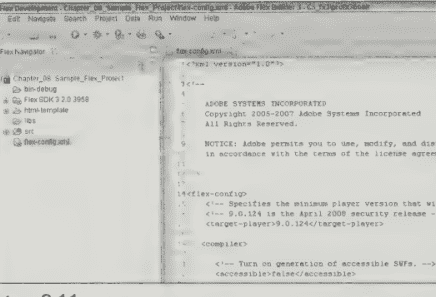 Flex Development - Chapter_08_Sample_Flex_Project/flex-config.xml - Adobe Flex Builder 3 -
Edit Navigate Search Project Data Run Window Help
Flex Navigator
flex-config.xml
<?xml version="1.0"?>
<!--
Chapter_08_Sample_Flex_Project
bin-debug
Flex SDK 3.2.0.3958
html-template
libs
src
flex-config.xml
ADOBE SYSTEMS INCORPORATED
Copyright 2005-2007 Adobe Systems Incorporated
All Rights Reserved.
NOTICE: Adobe permits you to use, modify, and dis
in accordance with the terms of the license agreem
<flex-config>
<!-- Specifies the minimum player version that wi
<!-- 9.0.124 is the April 2008 security release -
<target-player>9.0.124</target-player>
<compiler>
<!-- Turn on generation of accessible SWFs. -->
<accessible>false</accessible>